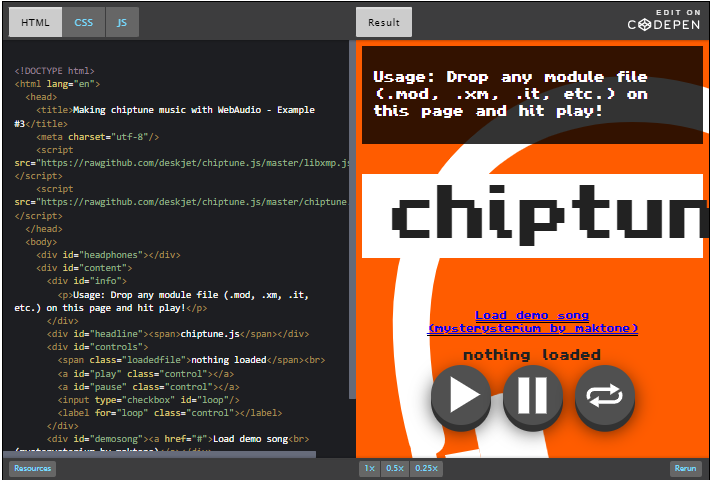 HTML
CSS
JS
Result
EDIT ON
CODEPEN
<!DOCTYPE html>
<html lang="en">
<head>
<title>Making chiptune music with WebAudio - Example
#3</title>
<meta charset="utf-8"/>
<script
src="https://rawgithub.com/deskjet/chiptune.js/master/libxmp.js
</script>
<script
src="https://rawgithub.com/deskjet/chiptune.js/master/chiptune.
</script>
</head>
<body>
<div id="headphones"></div>
<div id="content">
<div id="info">
<p>Usage: Drop any module file (.mod, .xm, .it,
etc.) on this page and hit play!</p>
</div>
<div id="headline"><span>chiptune.js</span></div>
<div id="controls">
<span class="loadedfile">nothing loaded</span><br>
<a id="play" class="control"></a>
<a id="pause" class="control"></a>
<input type="checkbox" id="loop"/>
<label for="loop" class="control"></label>
</div>
<div id="demosong"><a href="#">Load demo song<br>
(mysterysterium by maktone)</a></div>
Usage: Drop any module file
(.mod, .xm, .it, etc.) on
this page and hit play!
chiptun
Load demo song
(mysterysterium by maktone)
nothing loaded
Resources
1×
0.5×
0.25×
Rerun